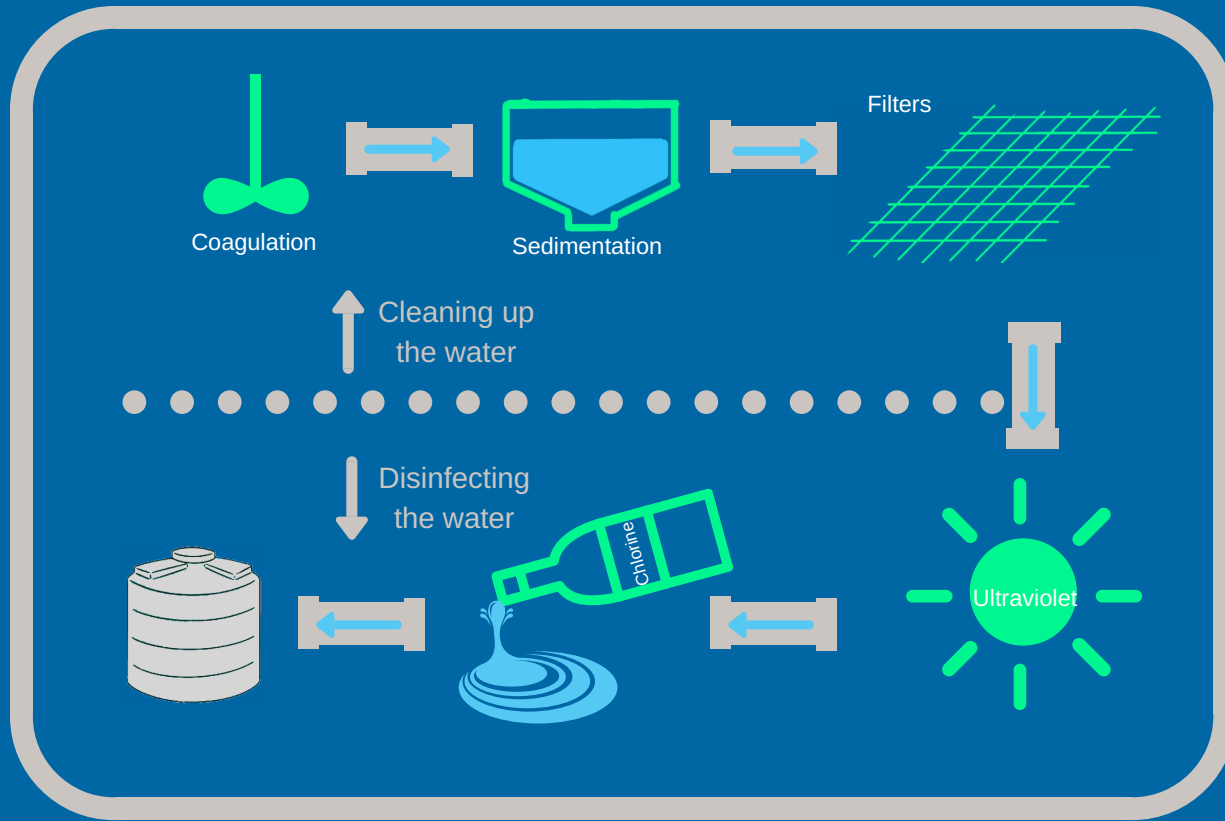 Filters
Coagulation
Sedimentation
Cleaning up
the water
Disinfecting
the water
Chlorine
Ultraviolet